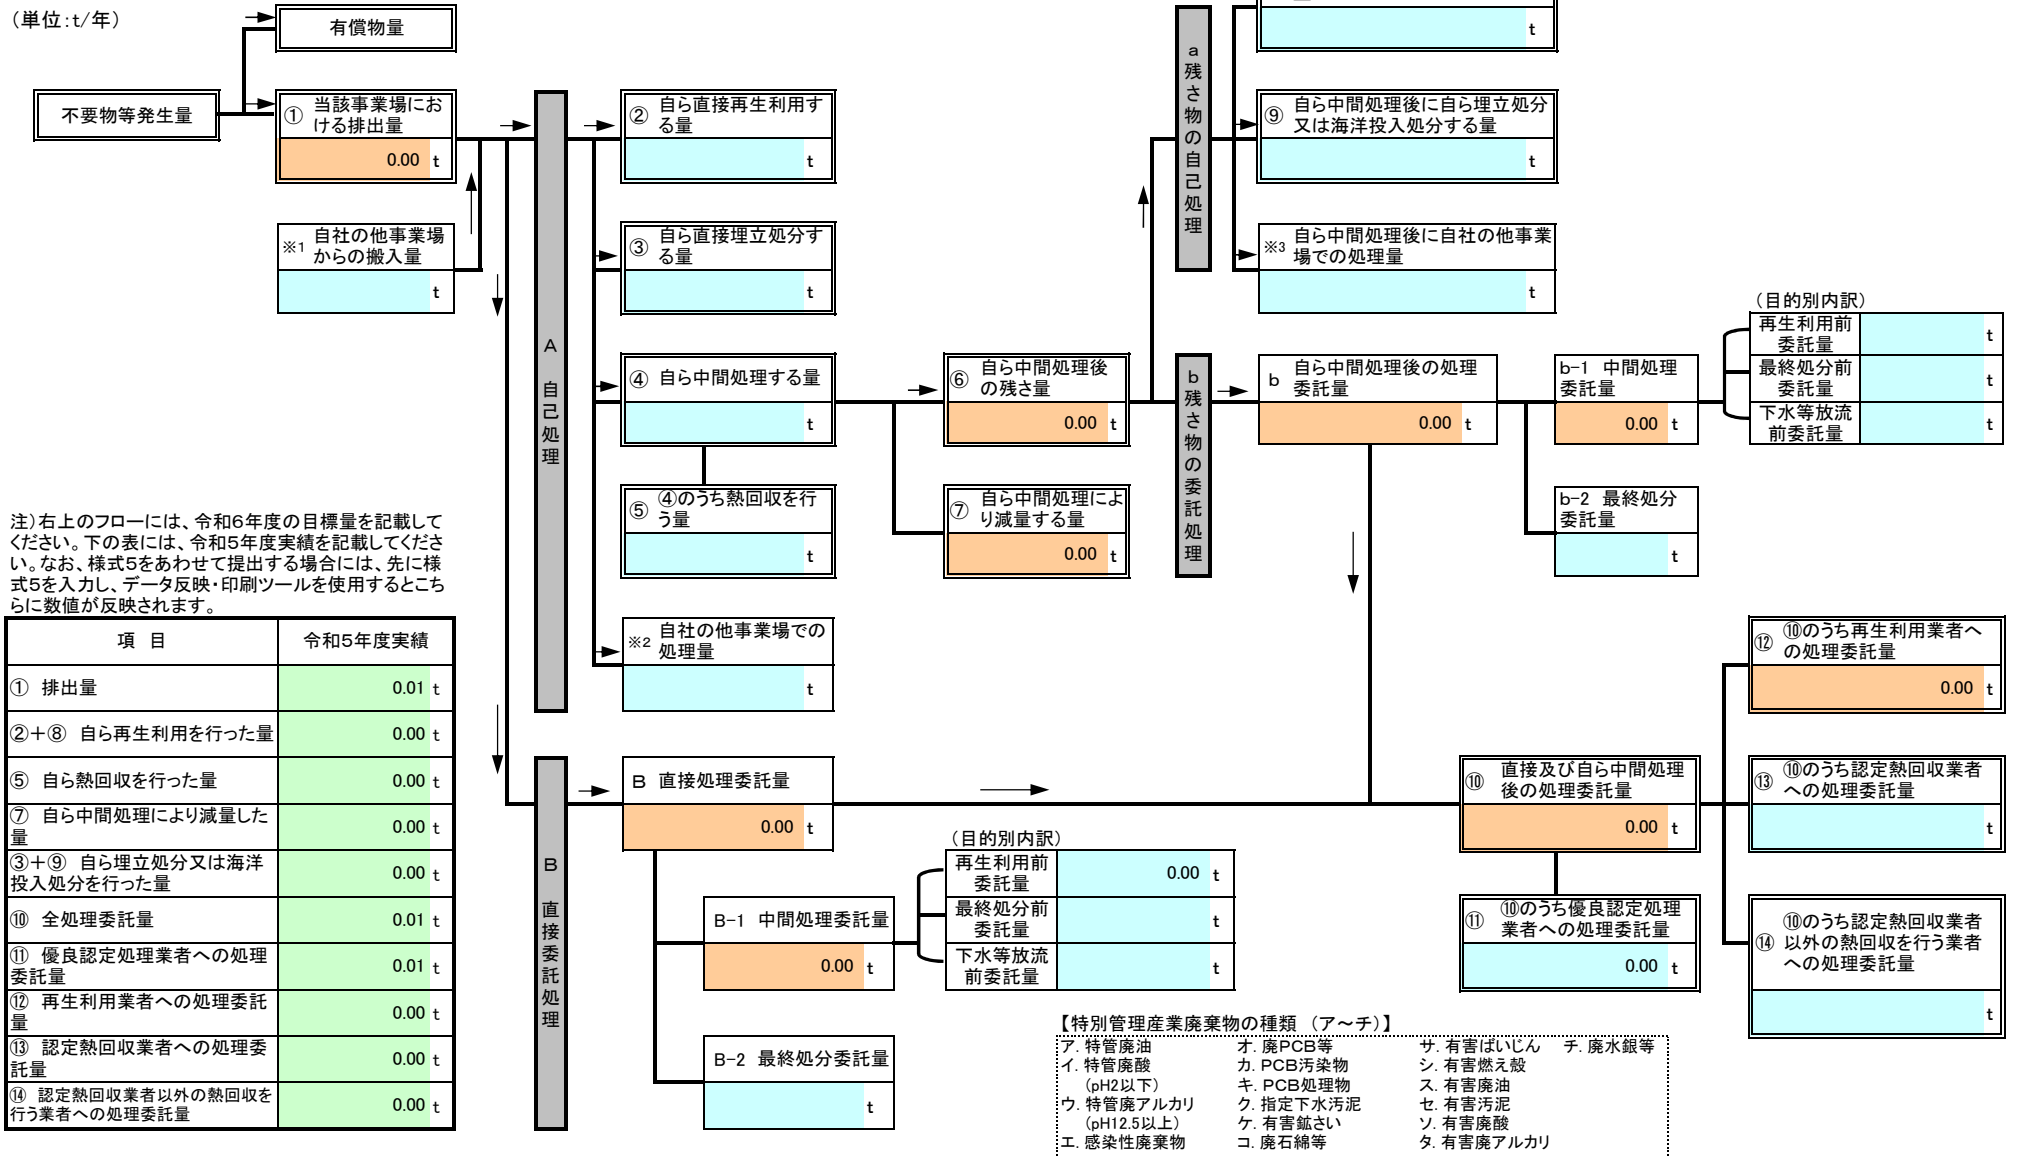 （単位：t/年）
有償物量
不要物等発生量
① 当該事業場にお
ける排出量
0.00 t
※1 自社の他事業場
からの搬入量
t
A 自己処理
② 自ら直接再生利用す
る量
t
③ 自ら直接埋立処分す
る量
t
④ 自ら中間処理する量
t
⑤ ④のうち熱回収を行
う量
t
※2 自社の他事業場での
処理量
t
⑥ 自ら中間処理後
の残さ量
0.00 t
⑦ 自ら中間処理によ
り減量する量
0.00 t
a 残さ物の自己処理
t
⑨ 自ら中間処理後に自ら埋立処分
又は海洋投入処分する量
t
※3 自ら中間処理後に自社の他事業
場での処理量
t
b 残さ物の委託処理
b 自ら中間処理後の処理
委託量
0.00 t
b-1 中間処理
委託量
0.00 t
（目的別内訳）
再生利用前
委託量
t
最終処分前
委託量
t
下水等放流
前委託量
t
b-2 最終処分
委託量
t
注）右上のフローには、令和6年度の目標量を記載して
ください。下の表には、令和5年度実績を記載してくださ
い。なお、様式5をあわせて提出する場合には、先に様
式5を入力し、データ反映・印刷ツールを使用するとこち
らに数値が反映されます。
項 目 令和5年度実績
① 排出量 0.01 t
②＋⑧ 自ら再生利用を行った量 0.00 t
⑤ 自ら熱回収を行った量 0.00 t
⑦ 自ら中間処理により減量した
量 0.00 t
③＋⑨ 自ら埋立処分又は海洋
投入処分を行った量 0.00 t
⑩ 全処理委託量 0.01 t
⑪ 優良認定処理業者への処理
委託量 0.01 t
⑫ 再生利用業者への処理委託
量 0.00 t
⑬ 認定熱回収業者への処理委
託量 0.00 t
⑭ 認定熱回収業者以外の熱回収を
行う業者への処理委託量 0.00 t
B 直接委託処理
B 直接処理委託量
0.00 t
B-1 中間処理委託量
0.00 t
（目的別内訳）
再生利用前
委託量
0.00 t
最終処分前
委託量
t
下水等放流
前委託量
t
B-2 最終処分委託量
t
⑩ 直接及び自ら中間処理
後の処理委託量
0.00 t
⑪ ⑩のうち優良認定処理
業者への処理委託量
0.00 t
⑫ ⑩のうち再生利用業者へ
の処理委託量
0.00 t
⑬ ⑩のうち認定熱回収業者
への処理委託量
t
⑭ ⑩のうち認定熱回収業者
以外の熱回収を行う業者
への処理委託量
t
【特別管理産業廃棄物の種類 （ア～チ）】
ア. 特管廃油 オ. 廃PCB等 サ. 有害ばいじん チ. 廃水銀等
イ. 特管廃酸 カ. PCB汚染物 シ. 有害燃え殻
（pH2以下） キ. PCB処理物 ス. 有害廃油
ウ. 特管廃アルカリ ク. 指定下水汚泥 セ. 有害汚泥
（pH12.5以上） ケ. 有害鉱さい ソ. 有害廃酸
エ. 感染性廃棄物 コ. 廃石綿等 タ. 有害廃アルカリ